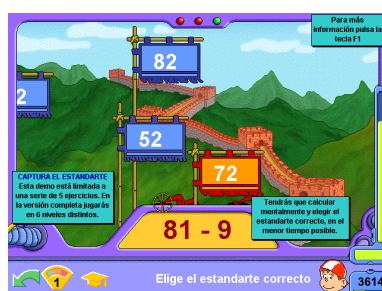 Para más
información pulsa la
tecla F1
82
2
52
72
CAPTURA EL ESTANDARTE
Esta demo está limitada a
una serie de 5 ejercicios. En
la versión completa jugarás
en 6 niveles distintos.
Tendrás que calcular
mentalmente y elegir el
estandarte correcto, en el
menor tiempo posible.
81 - 9
1
Elige el estandarte correcto
3614